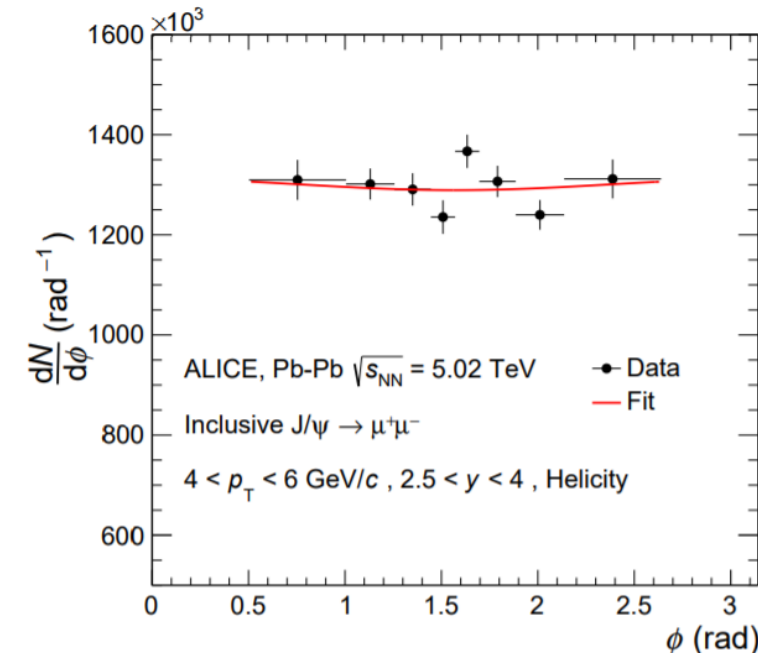 ×10³
1600
1400
1200
1000
800
600
dN/dϕ (rad⁻¹)
ALICE, Pb-Pb √s_NN = 5.02 TeV
Inclusive J/ψ → μ⁺μ⁻
4 < p_T < 6 GeV/c , 2.5 < y < 4 , Helicity
Data
Fit
0 0.5 1 1.5 2 2.5 3
ϕ (rad)